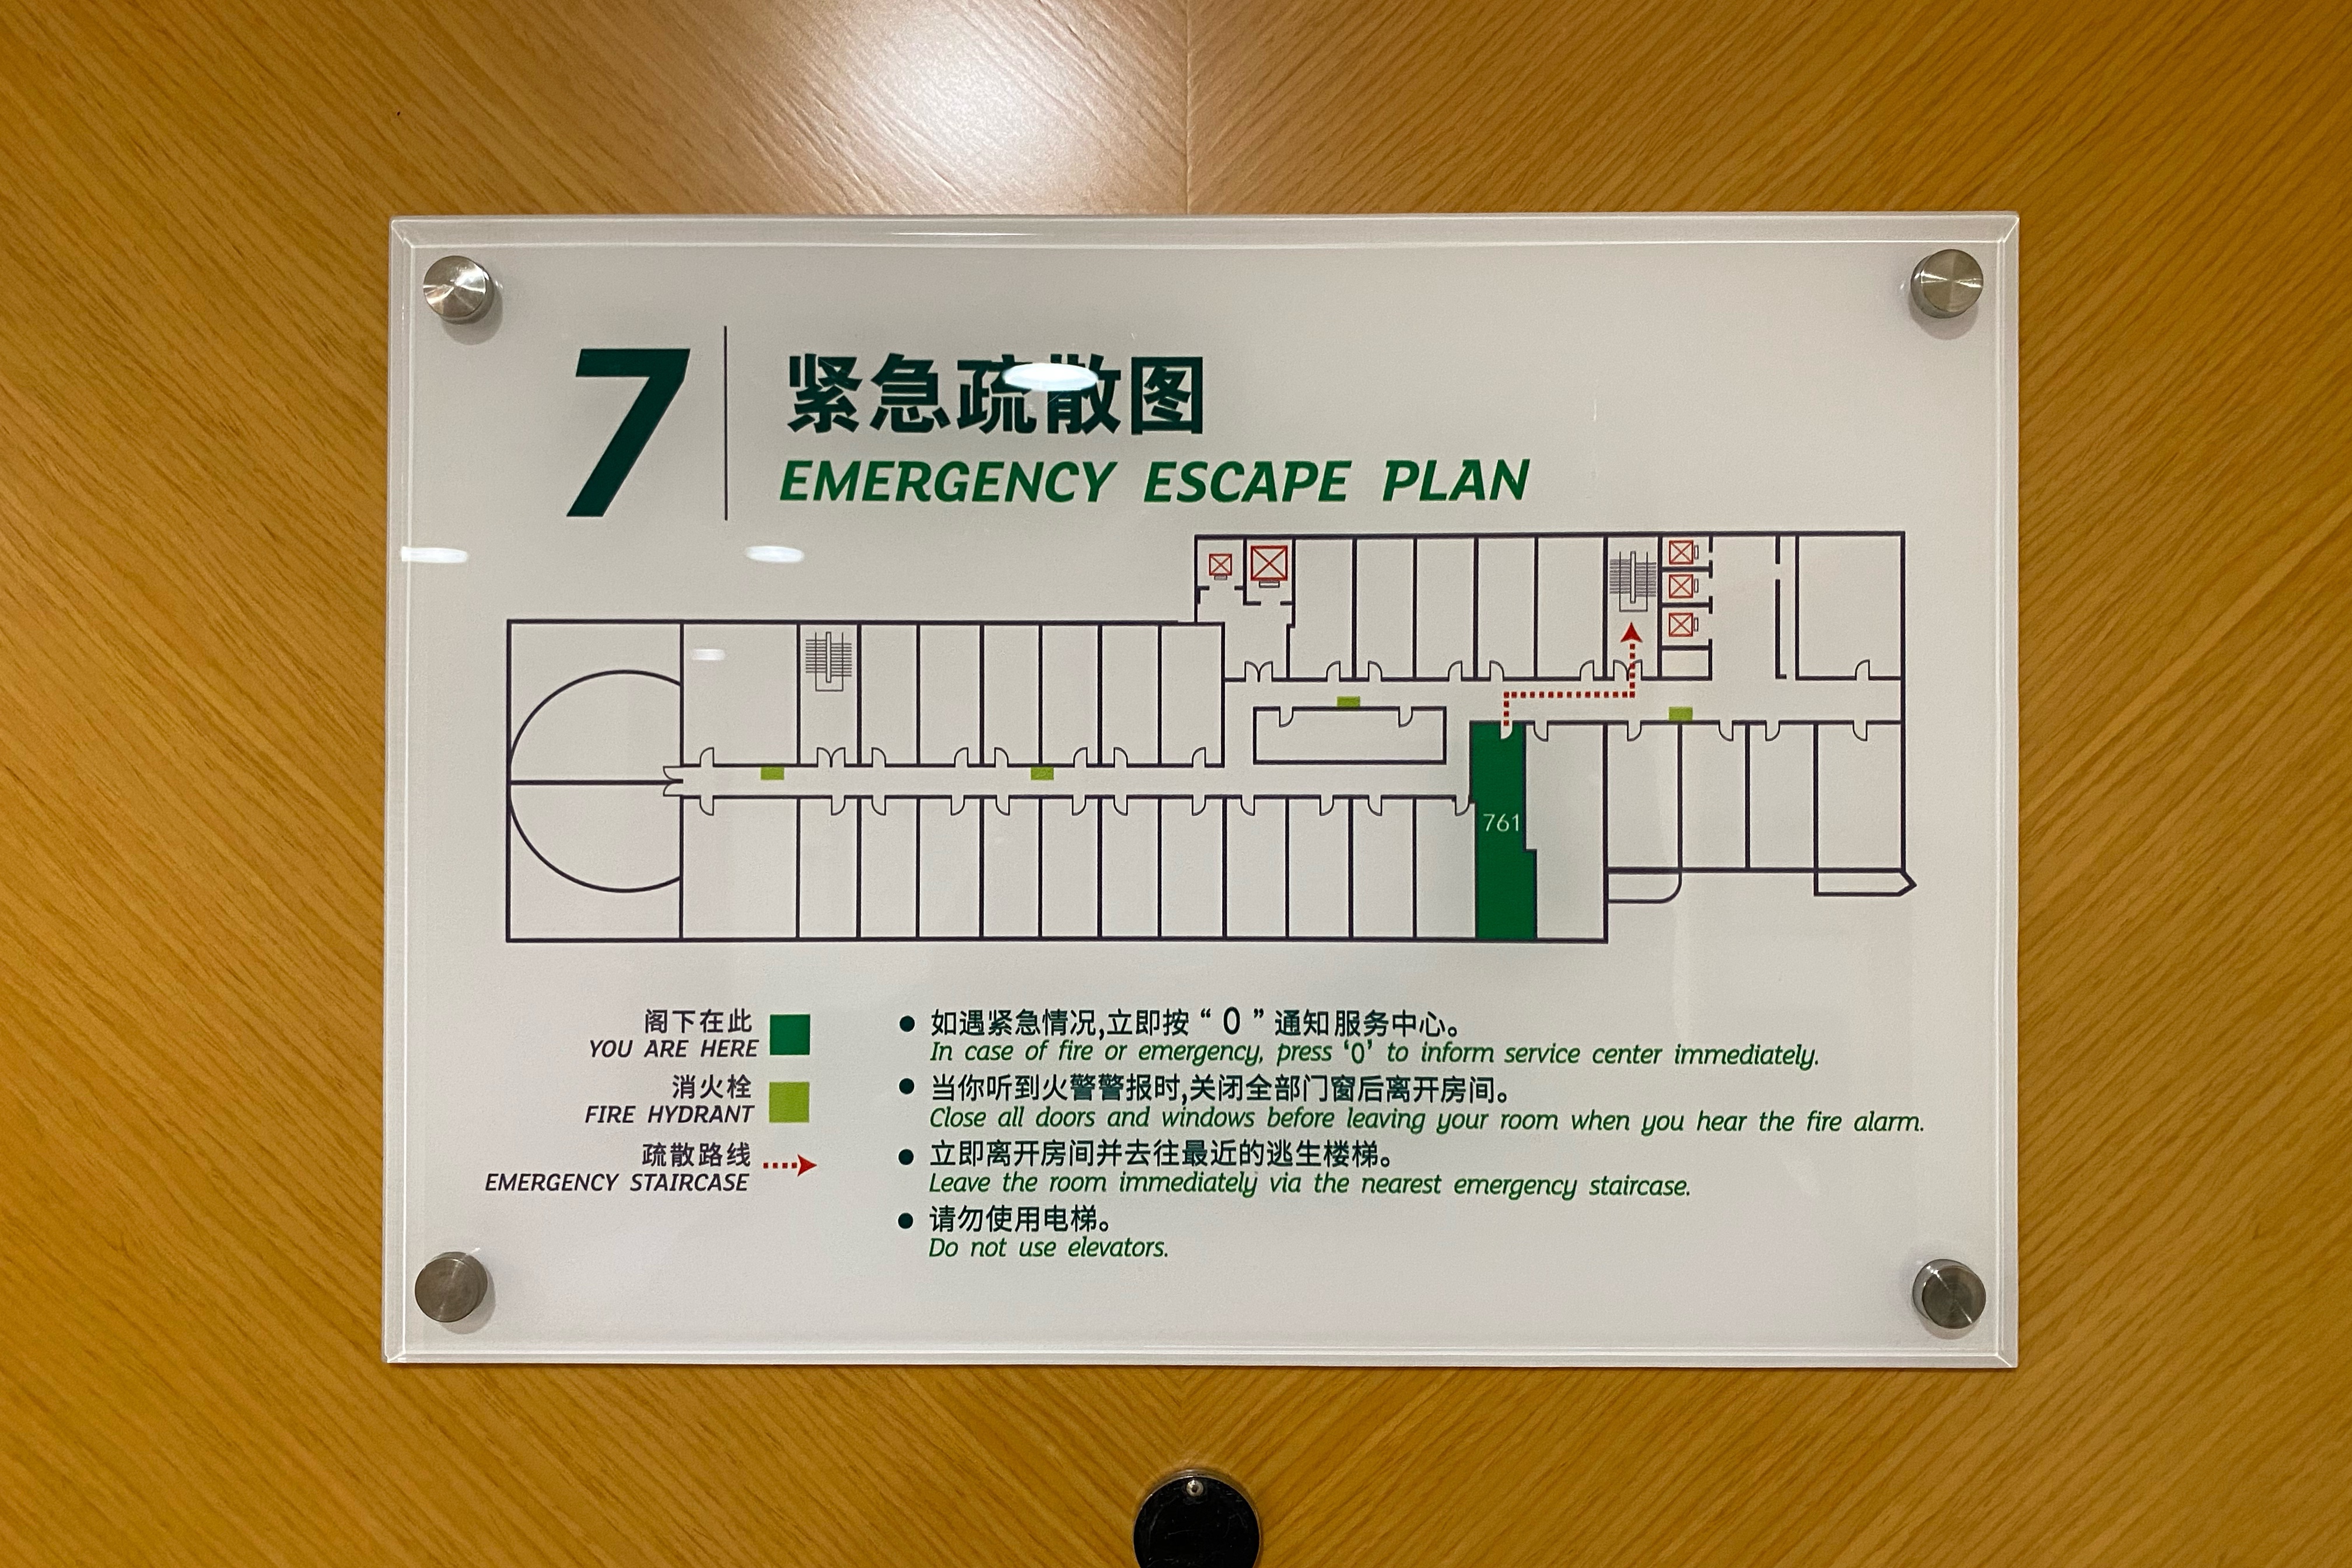 7
紧急疏散图
EMERGENCY ESCAPE PLAN
761
阁下在此
YOU ARE HERE
消火栓
FIRE HYDRANT
疏散路线
EMERGENCY STAIRCASE
● 如遇紧急情况,立即按“0”通知服务中心。
In case of fire or emergency, press ‘0’ to inform service center immediately.
● 当你听到火警警报时,关闭全部门窗后离开房间。
Close all doors and windows before leaving your room when you hear the fire alarm.
● 立即离开房间并去往最近的逃生楼梯。
Leave the room immediately via the nearest emergency staircase.
● 请勿使用电梯。
Do not use elevators.